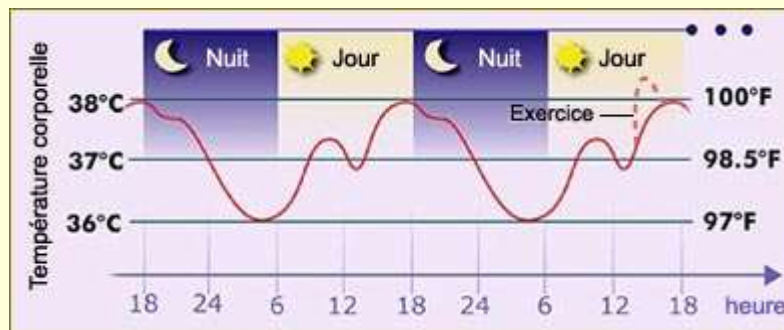 Nuit Jour Nuit Jour
Température corporelle
38°C 100°F
Exercice
37°C 98.5°F
36°C 97°F
18 24 6 12 18 24 6 12 18 heure